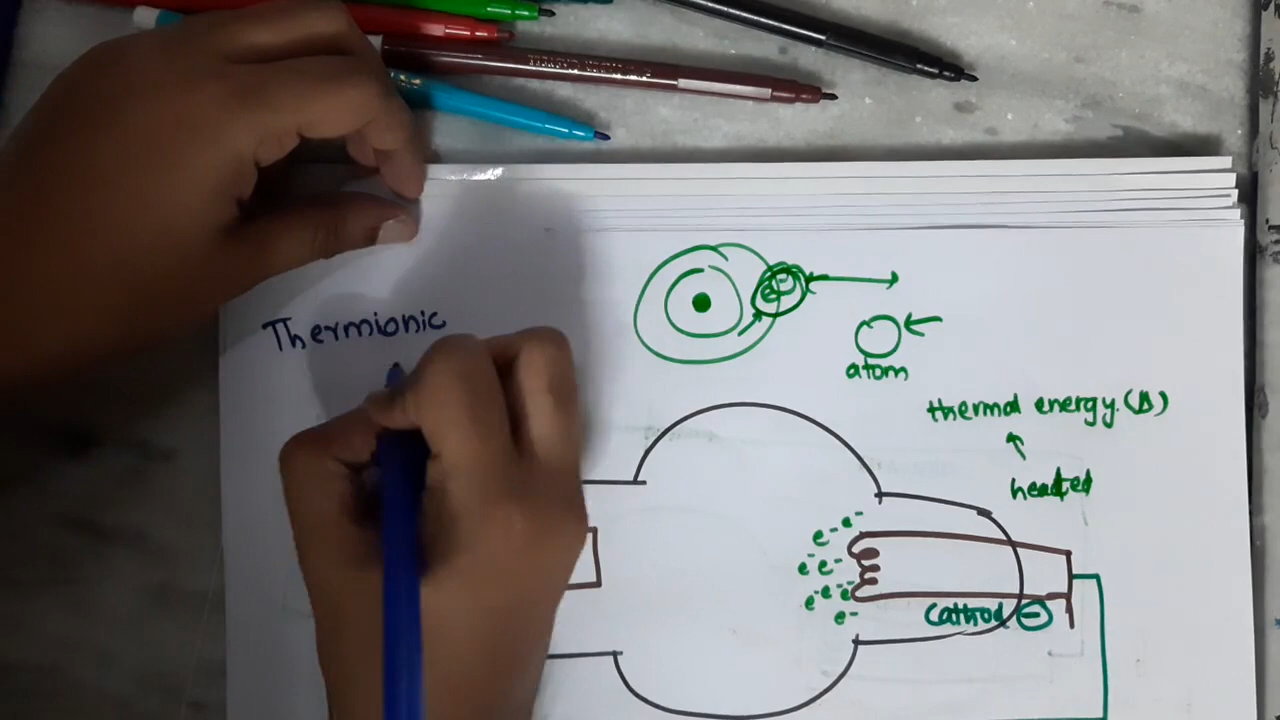 Thermionic
e-
atom
thermal energy. (Δ)
heated
e- e-
e- e-
e- e- e-
e-
Cathod ⊖